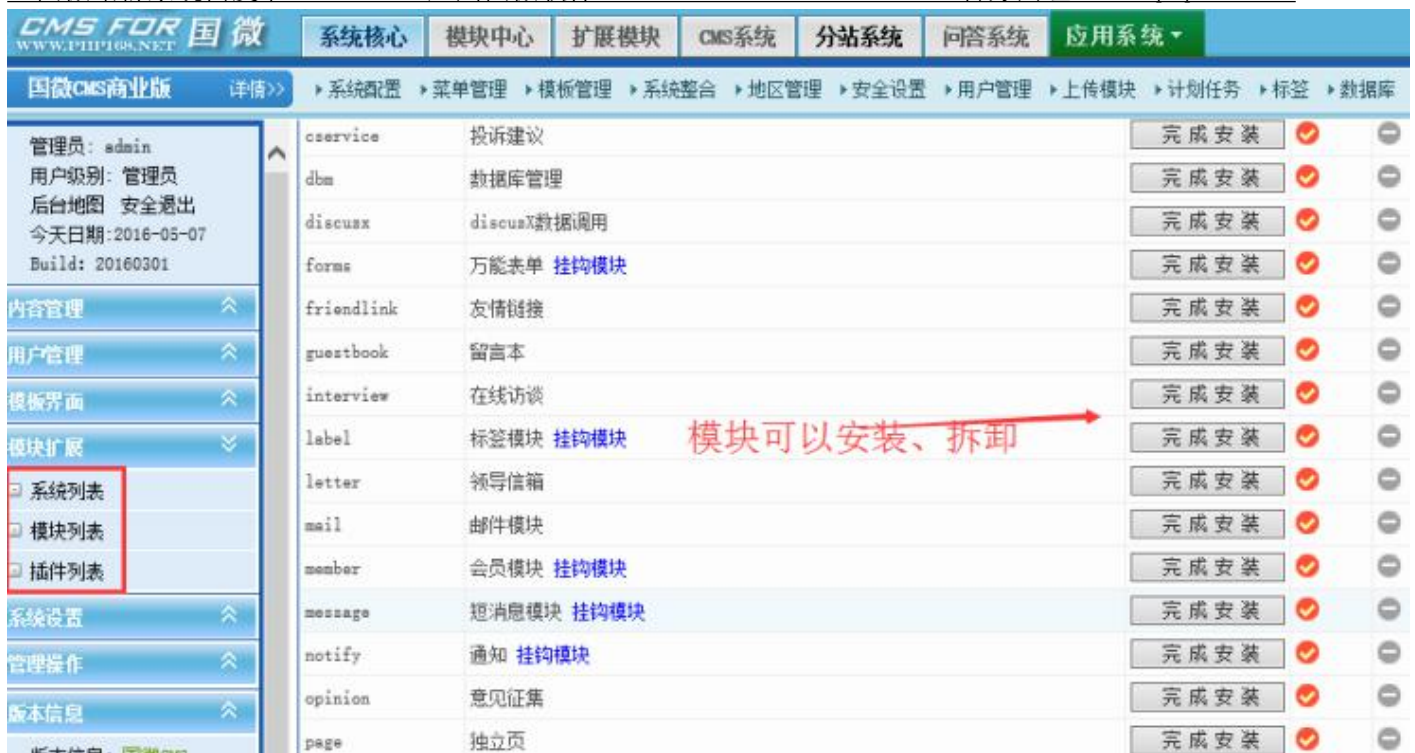 CMS FOR 国微
WWW.PHP168.NET
系统核心 模块中心 扩展模块 CMS系统 分站系统 问答系统 应用系统
国微CMS商业版 详情>>
系统配置 菜单管理 模板管理 系统整合 地区管理 安全设置 用户管理 上传模块 计划任务 标签 数据库
管理员: admin
用户级别: 管理员
后台地图 安全退出
今天日期:2016-05-07
Build: 20160301
内容管理
用户管理
模板界面
模块扩展
系统列表
模块列表
插件列表
系统设置
管理操作
版本信息
cservice 投诉建议 完成安装
dbm 数据库管理 完成安装
discuzx discuzX数据调用 完成安装
forms 万能表单 挂钩模块 完成安装
friendlink 友情链接 完成安装
guestbook 留言本 完成安装
interview 在线访谈 完成安装
label 标签模块 挂钩模块 完成安装
模块可以安装、拆卸
letter 领导信箱 完成安装
mail 邮件模块 完成安装
member 会员模块 挂钩模块 完成安装
message 短消息模块 挂钩模块 完成安装
notify 通知 挂钩模块 完成安装
opinion 意见征集 完成安装
page 独立页 完成安装